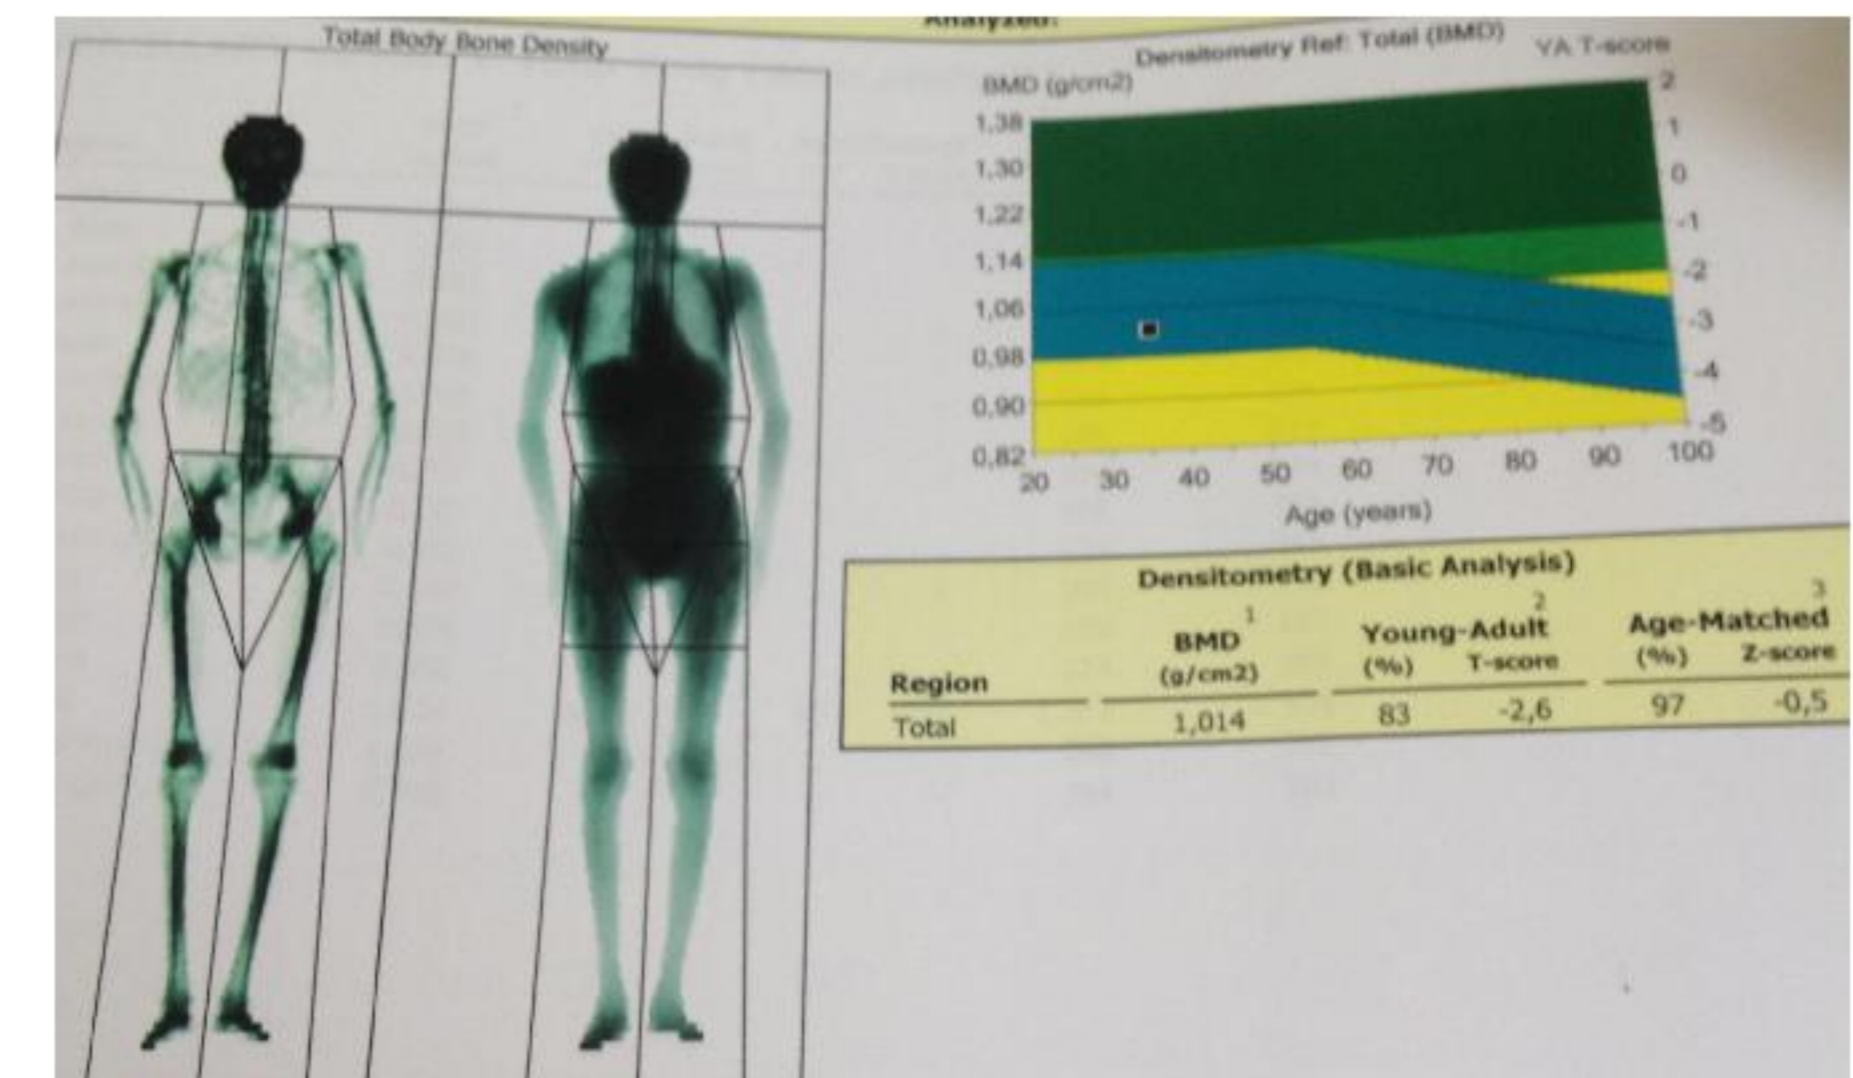 Analyzed:
Total Body Bone Density
Densitometry Ref: Total (BMD)
BMD (g/cm2)
YA T-score
1,38
1,30
1,22
1,14
1,06
0,98
0,90
0,82
2
1
0
-1
-2
-3
-4
-5
20 30 40 50 60 70 80 90 100
Age (years)
Densitometry (Basic Analysis)
1 2 3
BMD Young-Adult Age-Matched
Region (g/cm2) (%) T-score (%) Z-score
Total 1,014 83 -2,6 97 -0,5